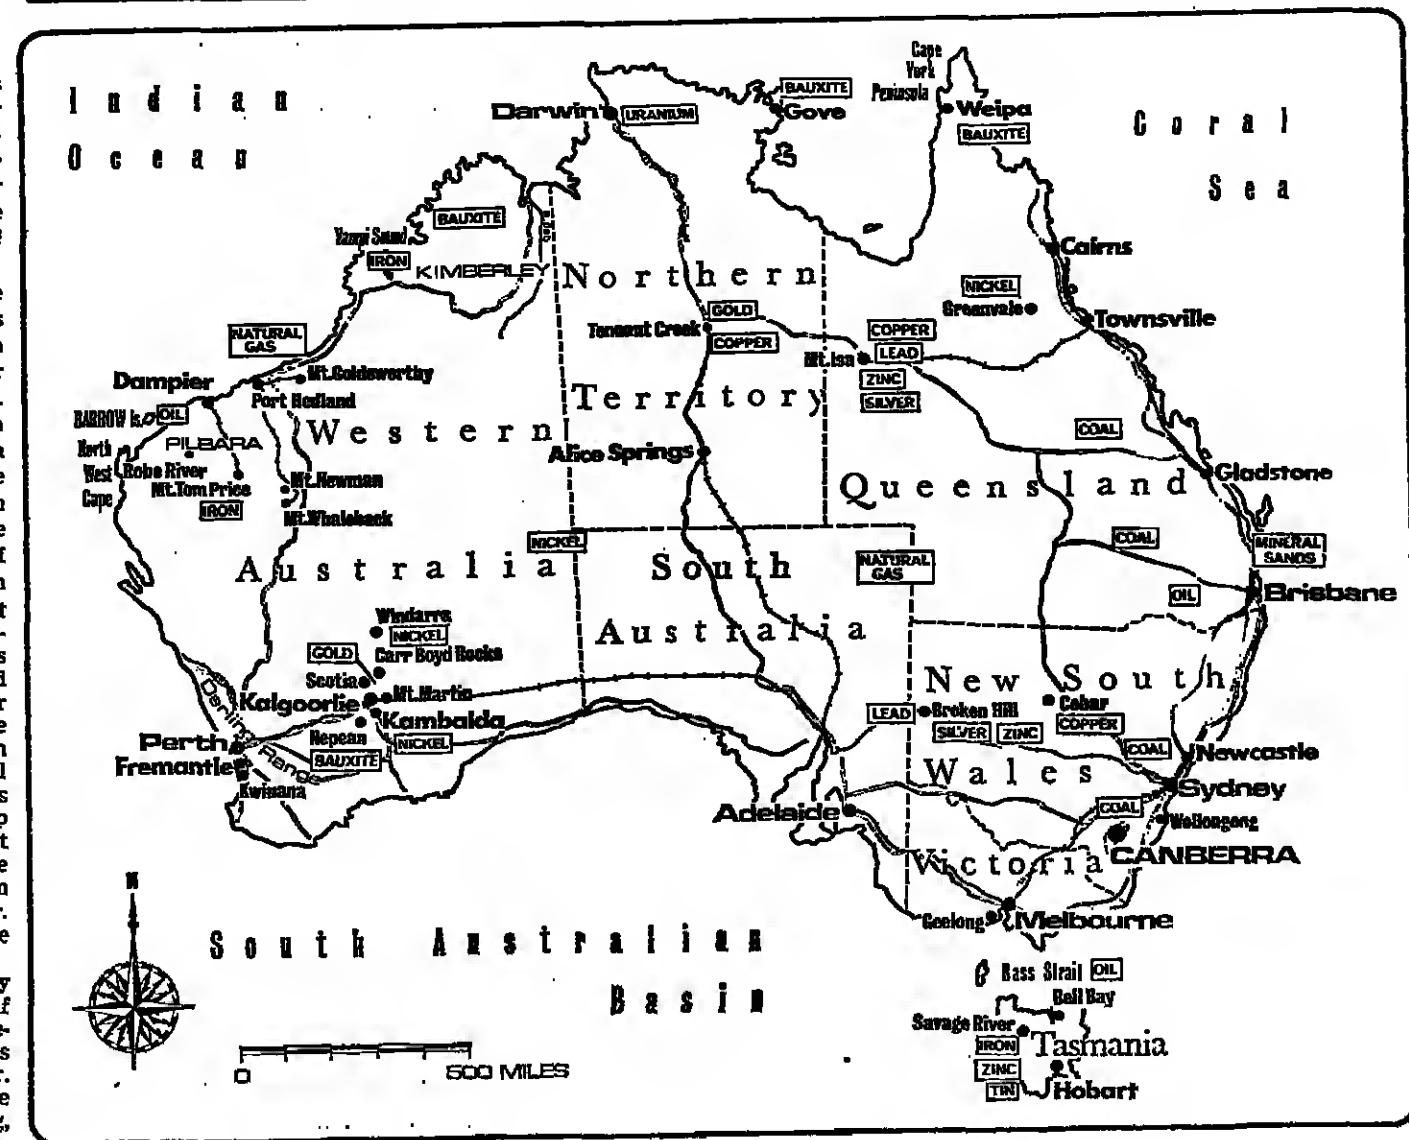 Indian
Ocean
Coral
Sea
Cape
York
Peninsula
Weipa
BAUXITE
BAUXITE
Gove
Darwin
URANIUM
BAUXITE
Yampi Sound
IRON
KIMBERLEY
Northern
Territory
Cairns
NICKEL
Greenvale
Townsville
GOLD
Tennant Creek
COPPER
COPPER
Mt.Isa
LEAD
ZINC
SILVER
NATURAL
GAS
Mt.Goldsworthy
Dampier
Port Hedland
BARROW Is.
OIL
PILBARA
North
West
Cape
Robe River
Mt.Tom Price
IRON
Mt.Newman
Mt.Whaleback
Western
Australia
Alice Springs
COAL
Queensland
Gladstone
COAL
MINERAL
SANDS
OIL
Brisbane
NICKEL
South
Australia
NATURAL
GAS
Windarra
NICKEL
GOLD
Carr Boyd Rocks
Scotia
Mt.Martin
Kalgoorlie
Kambalda
Nepean
NICKEL
BAUXITE
Darling
Range
Perth
Fremantle
Kwinana
New South
Wales
LEAD
Broken Hill
SILVER
ZINC
Cobar
COPPER
COAL
Newcastle
Sydney
COAL
Wollongong
CANBERRA
Adelaide
Victoria
Geelong
Melbourne
South Australian
Basin
N
0
500 MILES
Bass Strait
OIL
Bell Bay
Savage River
IRON
Tasmania
ZINC
TIN
Hobart